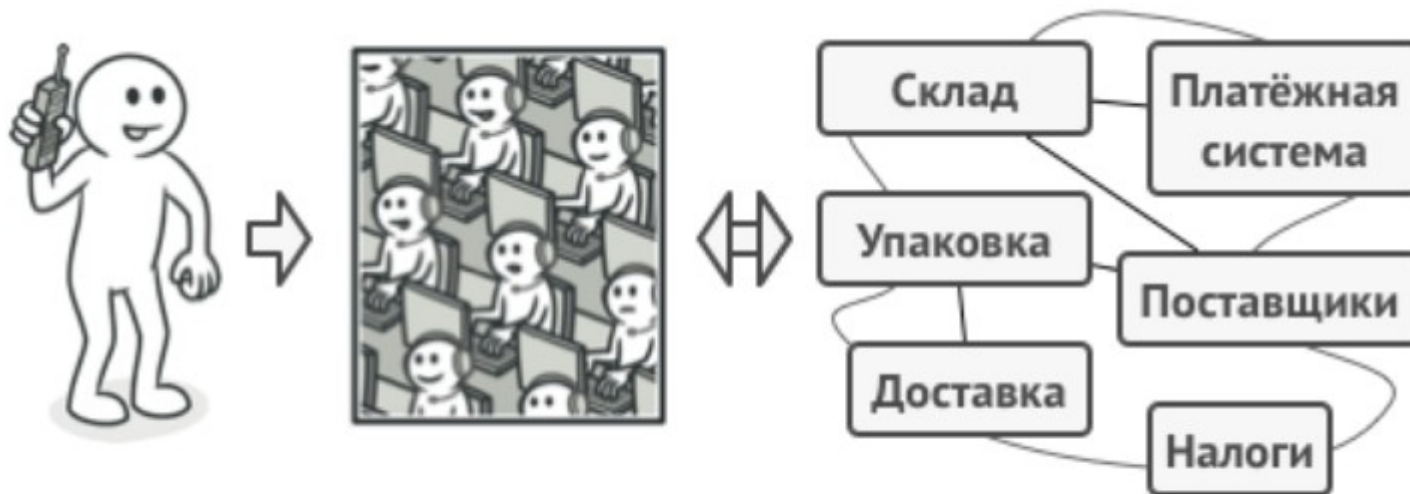 Склад
Платёжная
система
Упаковка
Поставщики
Доставка
Налоги